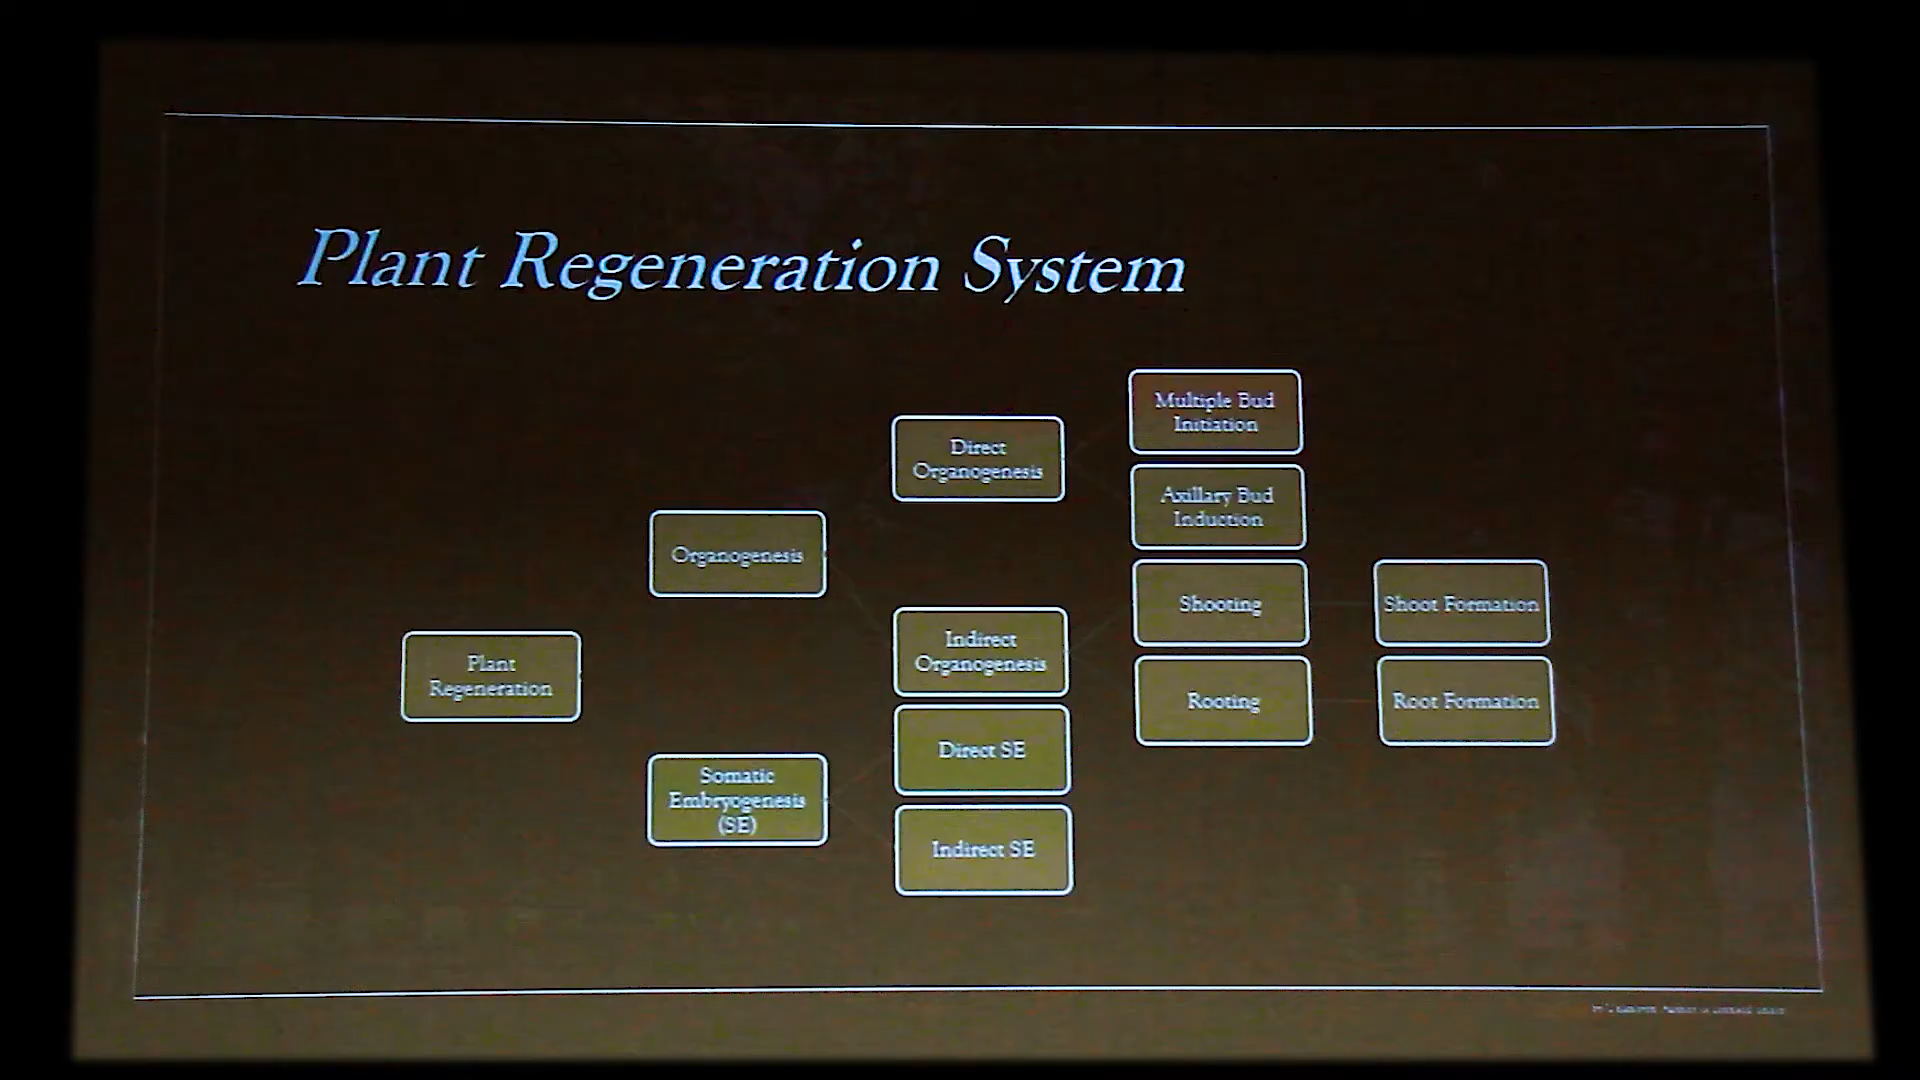 Plant Regeneration System
Multiple Bud
Initiation
Direct
Organogenesis
Axillary Bud
Induction
Organogenesis
Shooting
Shoot Formation
Indirect
Organogenesis
Plant
Regeneration
Rooting
Root Formation
Direct SE
Somatic
Embryogenesis
(SE)
Indirect SE